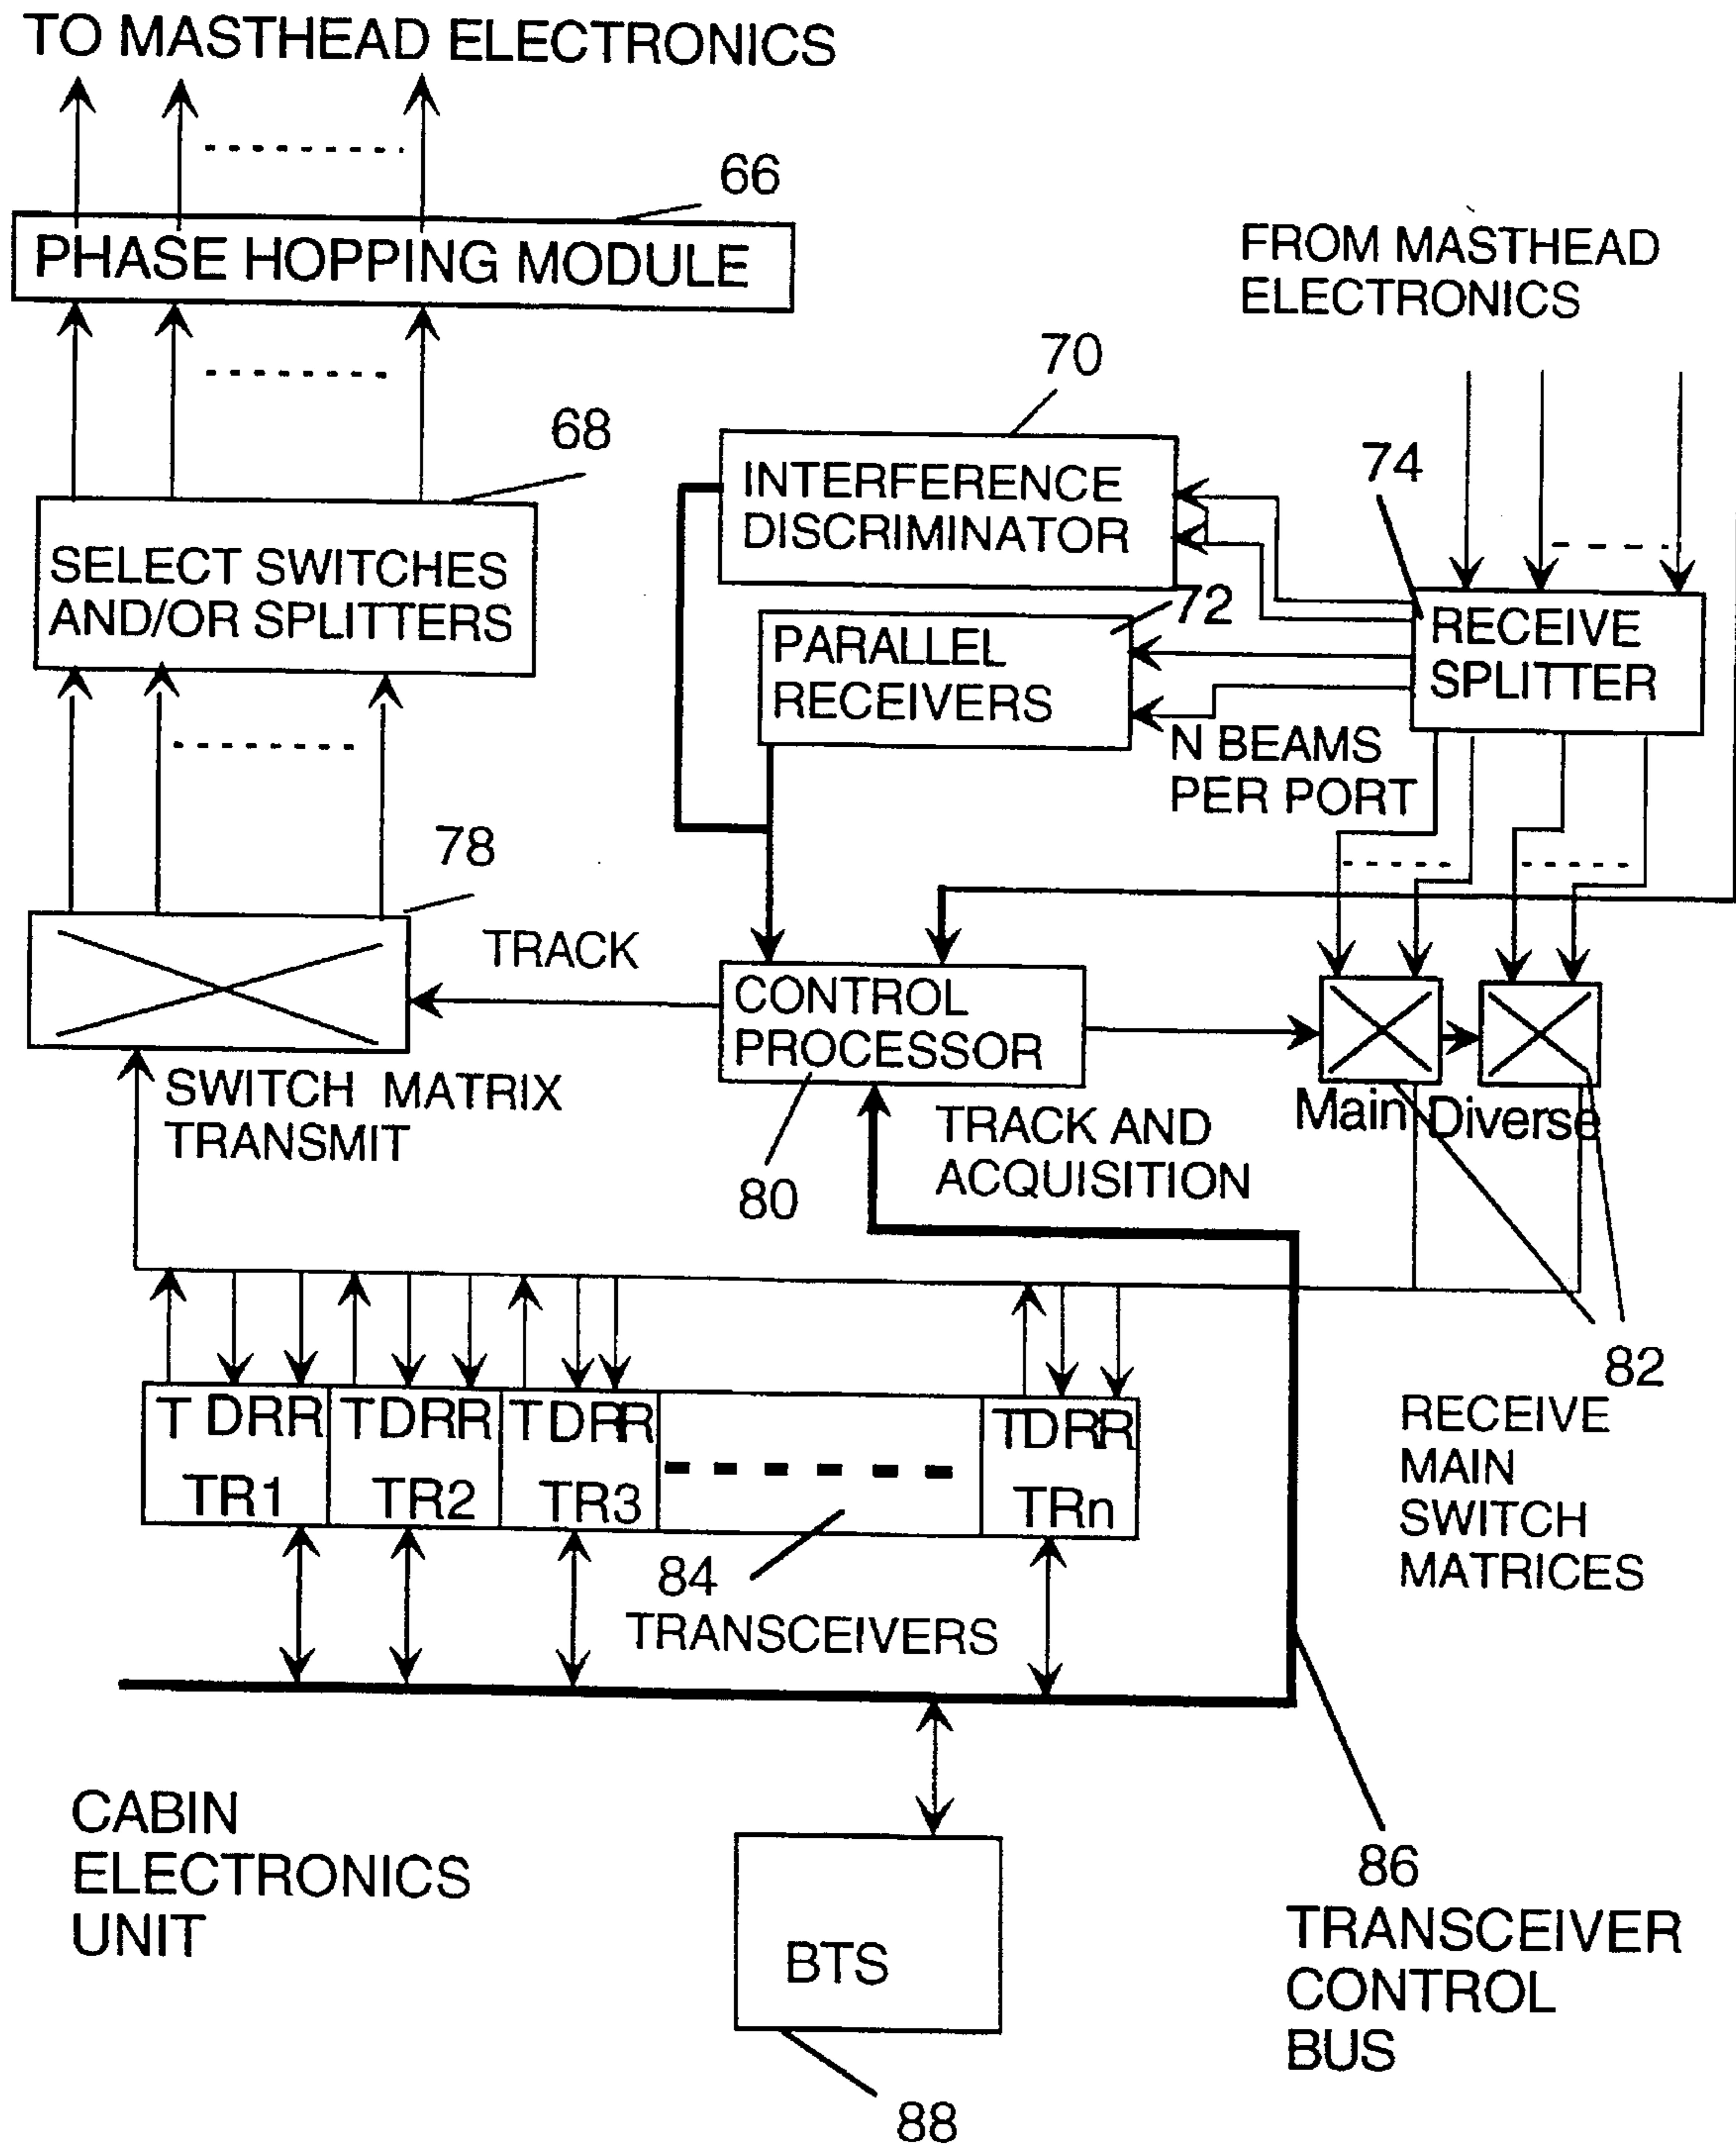 TO MASTHEAD ELECTRONICS
66
PHASE HOPPING MODULE
FROM MASTHEAD
ELECTRONICS
70
68
74
INTERFERENCE
DISCRIMINATOR
SELECT SWITCHES
AND/OR SPLITTERS
72
PARALLEL
RECEIVERS
RECEIVE
SPLITTER
N BEAMS
PER PORT
78
TRACK
CONTROL
PROCESSOR
SWITCH MATRIX
TRANSMIT
80
TRACK AND
ACQUISITION
Main
Diverse
82
RECEIVE
MAIN
SWITCH
MATRICES
T DRR
TR1
TDRR
TR2
TDRR
TR3
TDRR
TRn
84
TRANSCEIVERS
CABIN
ELECTRONICS
UNIT
BTS
88
86
TRANSCEIVER
CONTROL
BUS